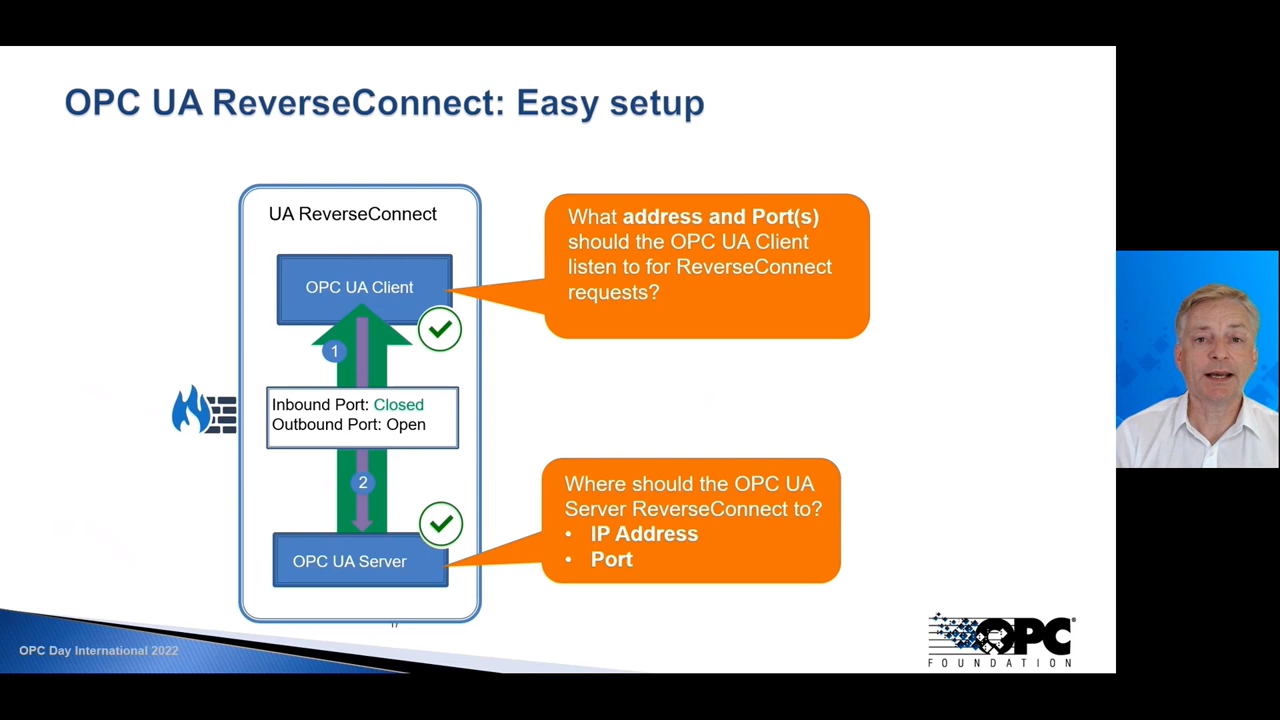 OPC UA ReverseConnect: Easy setup
UA ReverseConnect
OPC UA Client
1
Inbound Port: Closed
Outbound Port: Open
2
OPC UA Server
What address and Port(s)
should the OPC UA Client
listen to for ReverseConnect
requests?
Where should the OPC UA
Server ReverseConnect to?
• IP Address
• Port
17
OPC Day International 2022
OPC
FOUNDATION